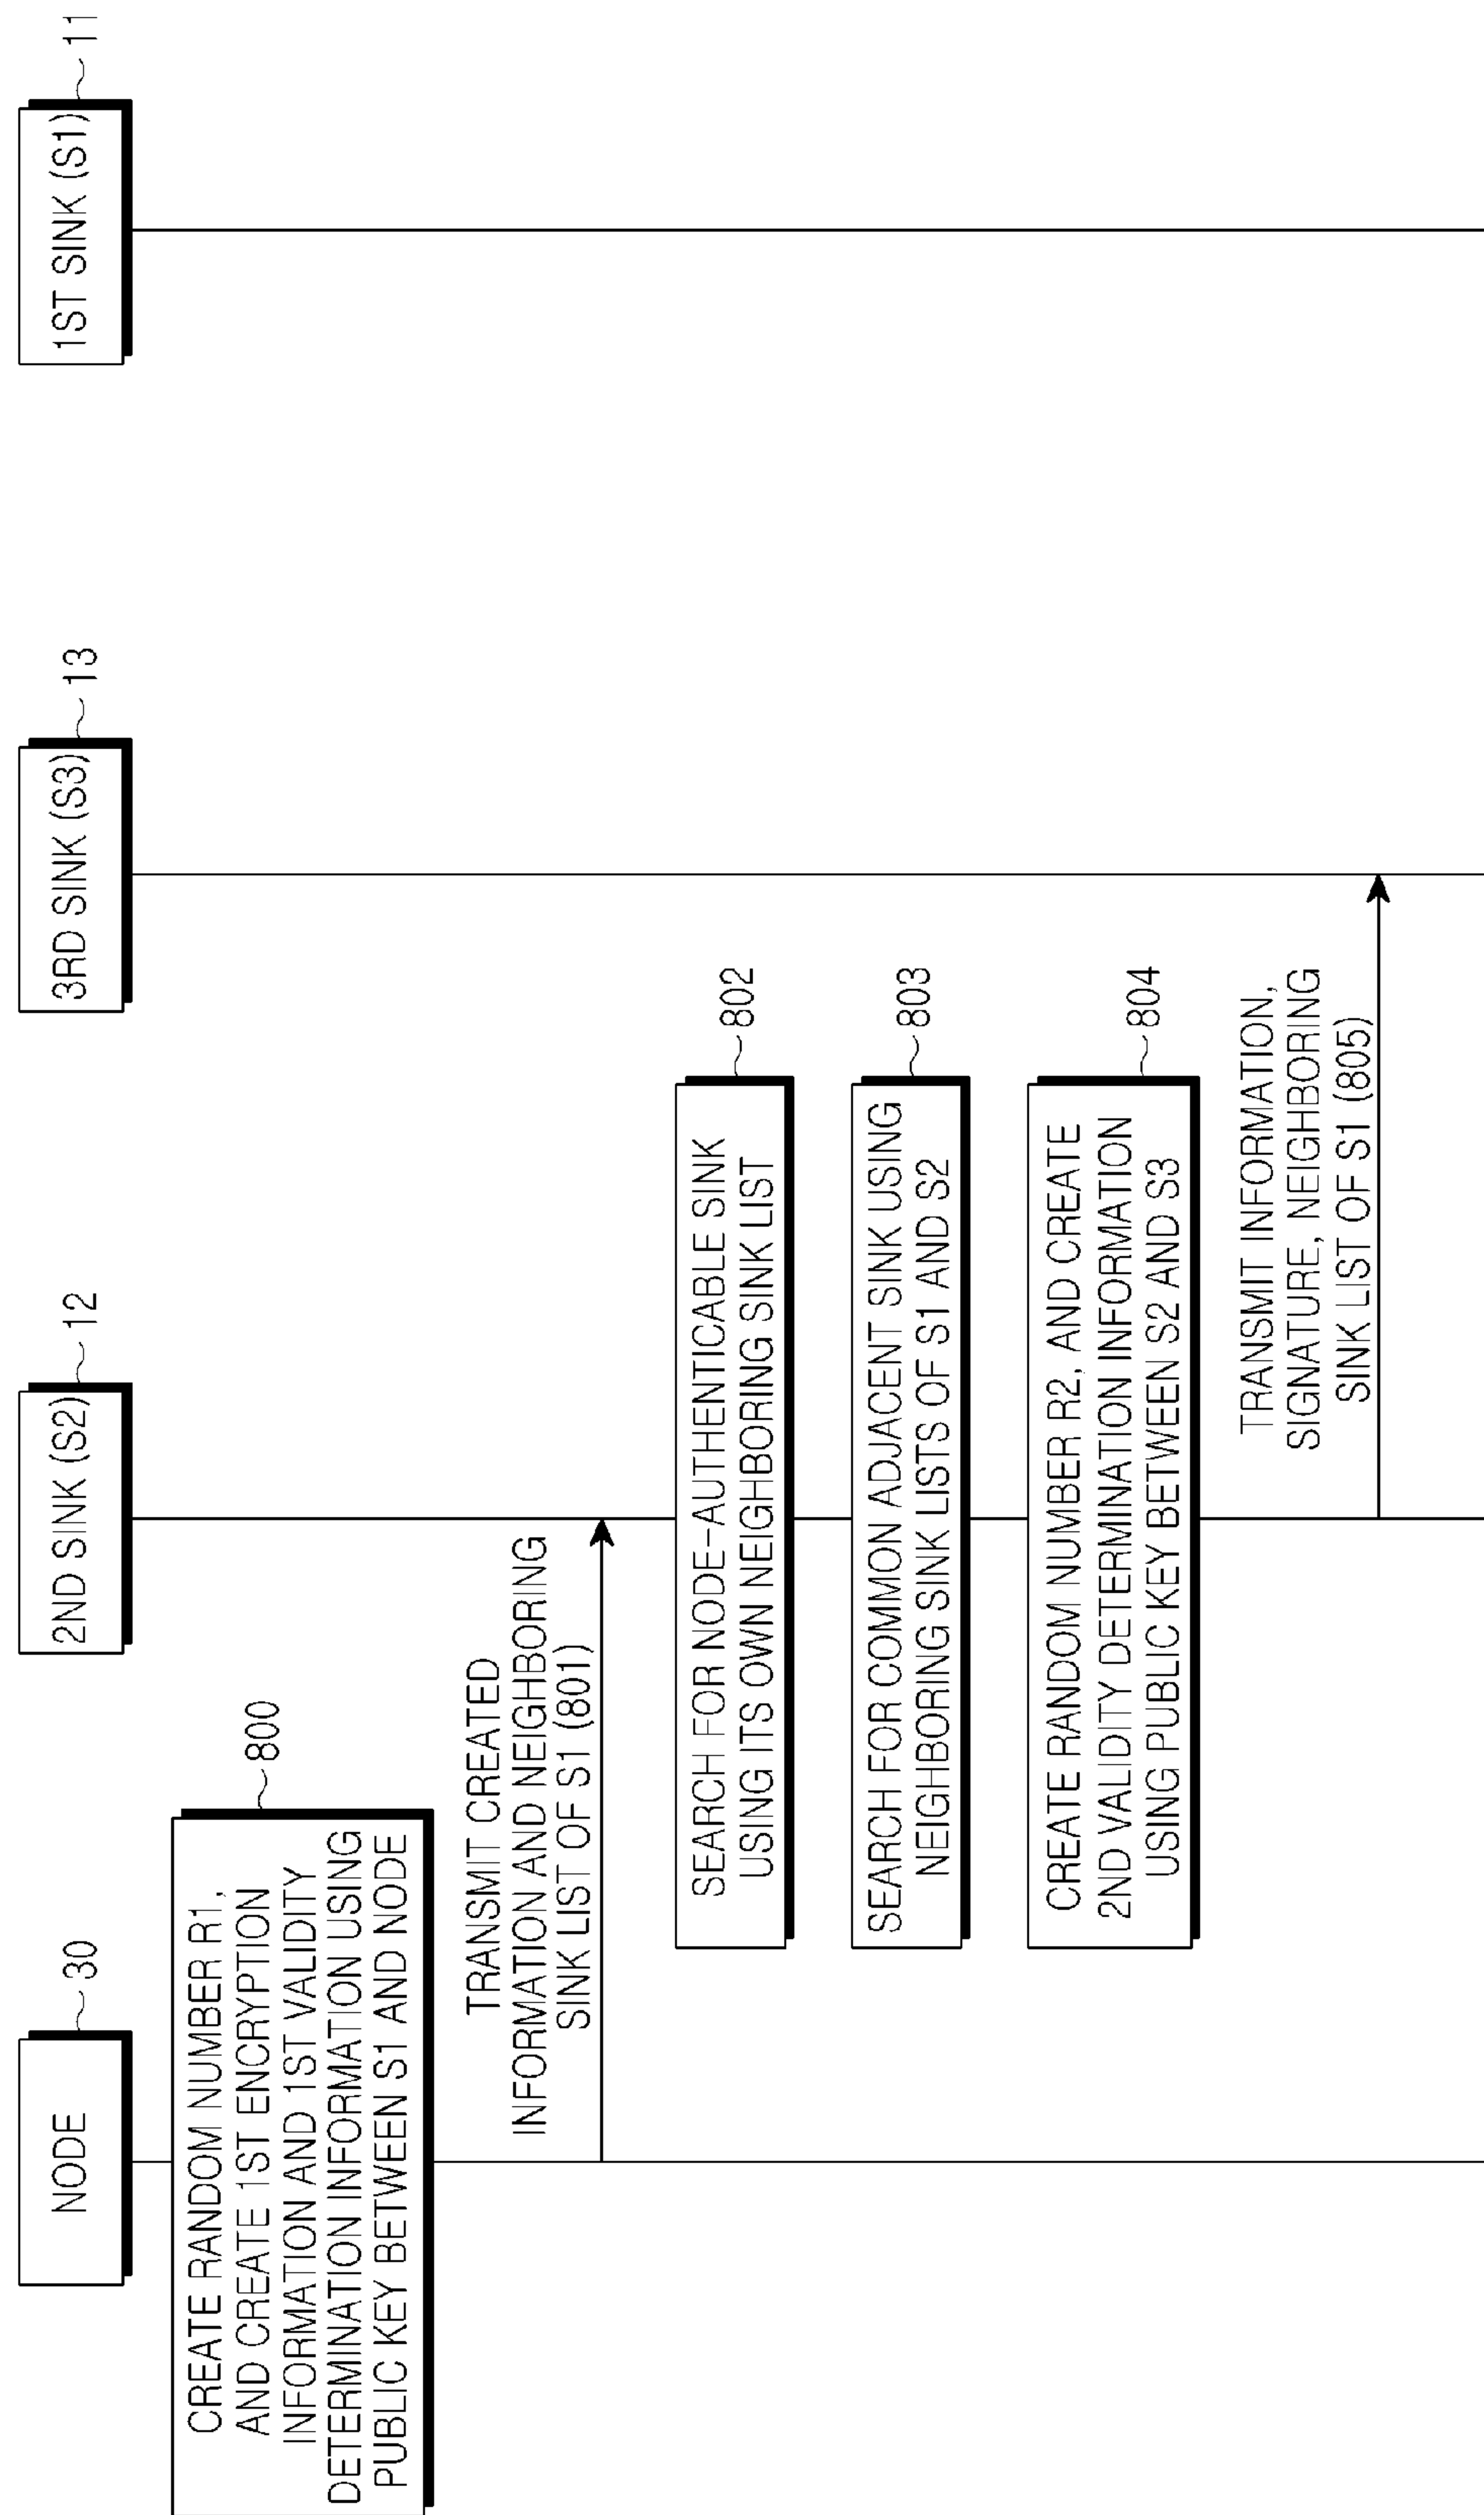 NODE
30
2ND SINK (S2)
12
3RD SINK (S3)
13
1ST SINK (S1)
11
CREATE RANDOM NUMBER R1,
AND CREATE 1ST ENCRYPTION
INFORMATION AND 1ST VALIDITY
DETERMINATION INFORMATION USING
PUBLIC KEY BETWEEN S1 AND NODE
800
TRANSMIT CREATED
INFORMATION AND NEIGHBORING
SINK LIST OF S1 (801)
SEARCH FOR NODE-AUTHENTICABLE SINK
USING ITS OWN NEIGHBORING SINK LIST
802
SEARCH FOR COMMON ADJACENT SINK USING
NEIGHBORING SINK LISTS OF S1 AND S2
803
CREATE RANDOM NUMBER R2, AND CREATE
2ND VALIDITY DETERMINATION INFORMATION
USING PUBLIC KEY BETWEEN S2 AND S3
804
TRANSMIT INFORMATION,
SIGNATURE, NEIGHBORING
SINK LIST OF S1 (805)